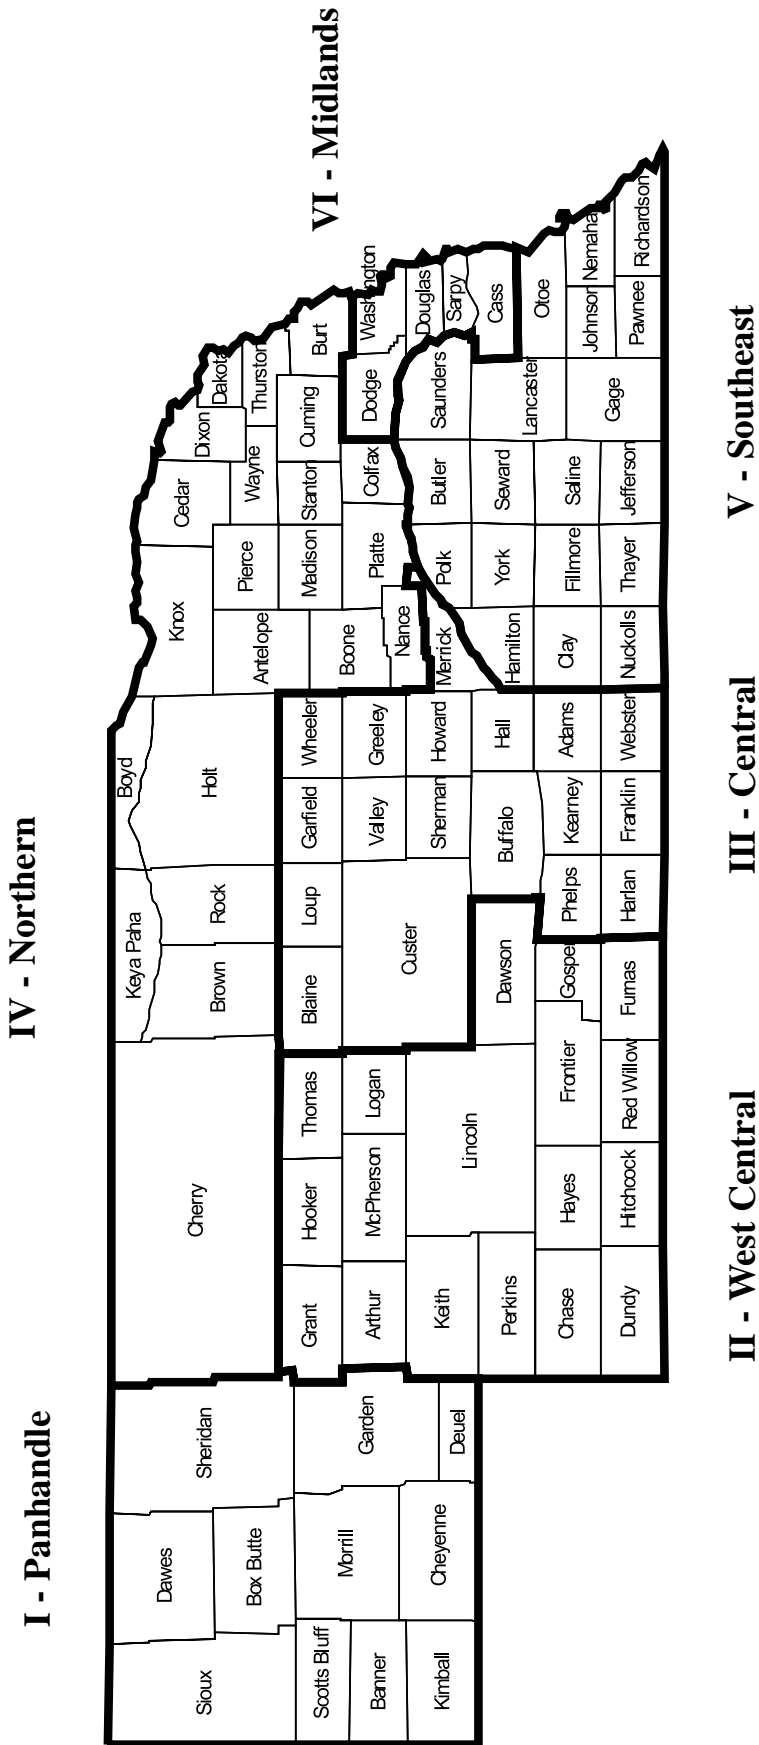 I - Panhandle
IV - Northern
VI - Midlands
Sioux
Dawes
Box Butte
Sheridan
Scotts Bluff
Banner
Kimball
Morrill
Cheyenne
Garden
Deuel
Cherry
Keya Paha
Boyd
Brown
Rock
Holt
Knox
Cedar
Dixon
Dakota
Antelope
Pierce
Wayne
Thurston
Boone
Madison
Stanton
Cuming
Burt
Nance
Platte
Colfax
Dodge
Washington
Douglas
Sarpy
Cass
Grant
Hooker
Thomas
Arthur
McPherson
Logan
Keith
Lincoln
Perkins
Dawson
Chase
Hayes
Frontier
Gosper
Dundy
Hitchcock
Red Willow
Furnas
Blaine
Loup
Garfield
Wheeler
Custer
Valley
Greeley
Sherman
Howard
Merrick
Buffalo
Hall
Hamilton
Phelps
Kearney
Adams
Harlan
Franklin
Webster
Polk
Butler
Saunders
York
Seward
Lancaster
Otoe
Clay
Fillmore
Saline
Gage
Johnson
Nemaha
Nuckolls
Thayer
Jefferson
Pawnee
Richardson
II - West Central
III - Central
V - Southeast